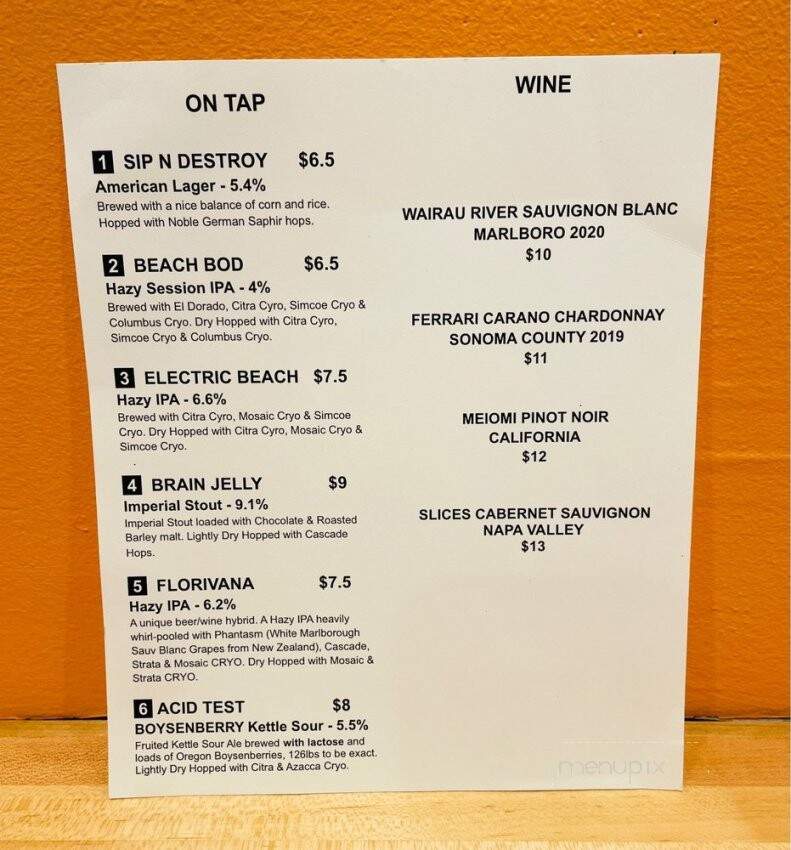 ON TAP
1 SIP N DESTROY $6.5
American Lager - 5.4%
Brewed with a nice balance of corn and rice.
Hopped with Noble German Saphir hops.
2 BEACH BOD $6.5
Hazy Session IPA - 4%
Brewed with El Dorado, Citra Cyro, Simcoe Cryo &
Columbus Cryo. Dry Hopped with Citra Cyro,
Simcoe Cryo & Columbus Cryo.
3 ELECTRIC BEACH $7.5
Hazy IPA - 6.6%
Brewed with Citra Cyro, Mosaic Cryo & Simcoe
Cryo. Dry Hopped with Citra Cyro, Mosaic Cryo &
Simcoe Cryo.
4 BRAIN JELLY $9
Imperial Stout - 9.1%
Imperial Stout loaded with Chocolate & Roasted
Barley malt. Lightly Dry Hopped with Cascade
Hops.
5 FLORIVANA $7.5
Hazy IPA - 6.2%
A unique beer/wine hybrid. A Hazy IPA heavily
whirl-pooled with Phantasm (White Marlborough
Sauv Blanc Grapes from New Zealand), Cascade,
Strata & Mosaic CRYO. Dry Hopped with Mosaic &
Strata CRYO.
6 ACID TEST $8
BOYSENBERRY Kettle Sour - 5.5%
Fruited Kettle Sour Ale brewed with lactose and
loads of Oregon Boysenberries, 126lbs to be exact.
Lightly Dry Hopped with Citra & Azacca Cryo.
WINE
WAIRAU RIVER SAUVIGNON BLANC
MARLBORO 2020
$10
FERRARI CARANO CHARDONNAY
SONOMA COUNTY 2019
$11
MEIOMI PINOT NOIR
CALIFORNIA
$12
SLICES CABERNET SAUVIGNON
NAPA VALLEY
$13
menupix